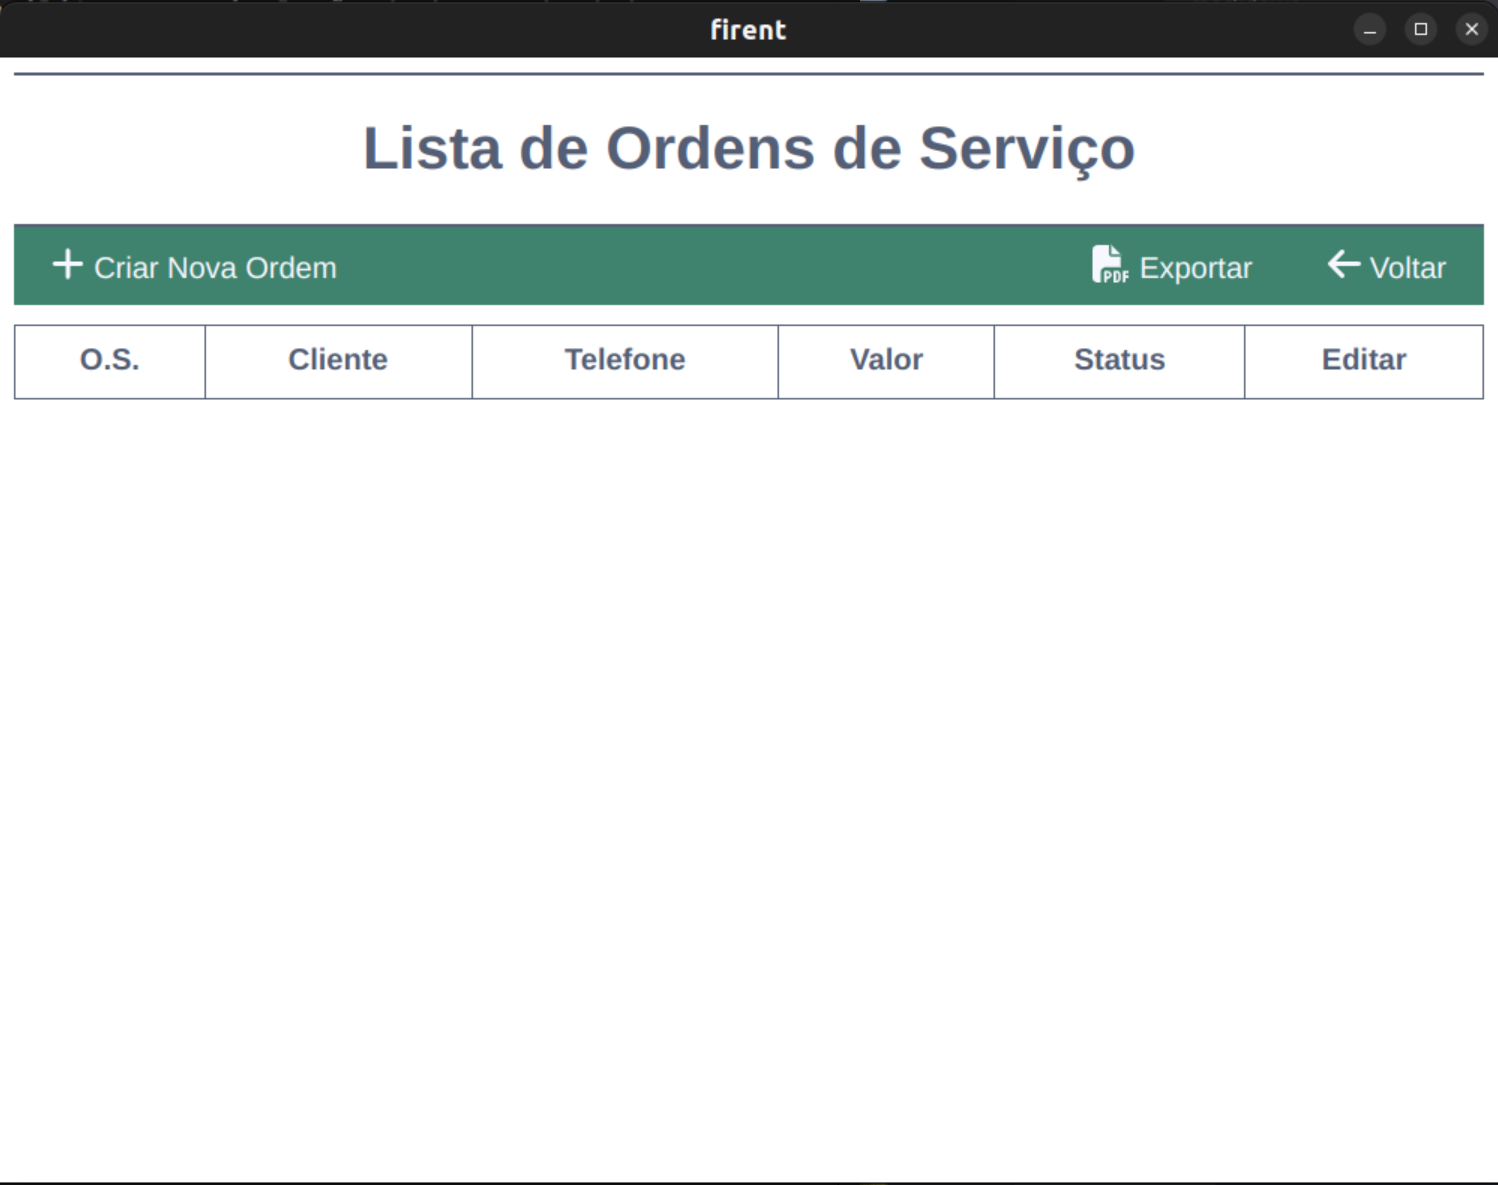 firent
Lista de Ordens de Serviço
Criar Nova Ordem PDF Exportar Voltar
O.S. Cliente Telefone Valor Status Editar